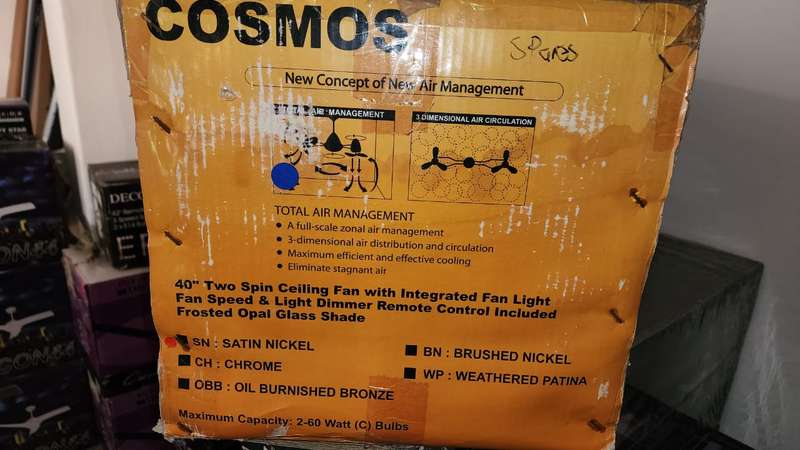 COSMOS
SPares
New Concept of New Air Management
AIR MANAGEMENT
3 DIMENSIONAL AIR CIRCULATION
TOTAL AIR MANAGEMENT
• A full-scale zonal air management
• 3-dimensional air distribution and circulation
• Maximum efficient and effective cooling
• Eliminate stagnant air
40" Two Spin Ceiling Fan with Integrated Fan Light
Fan Speed & Light Dimmer Remote Control Included
Frosted Opal Glass Shade
SN : SATIN NICKEL
BN : BRUSHED NICKEL
CH : CHROME
WP : WEATHERED PATINA
OBB : OIL BURNISHED BRONZE
Maximum Capacity: 2-60 Watt (C) Bulbs
DECO